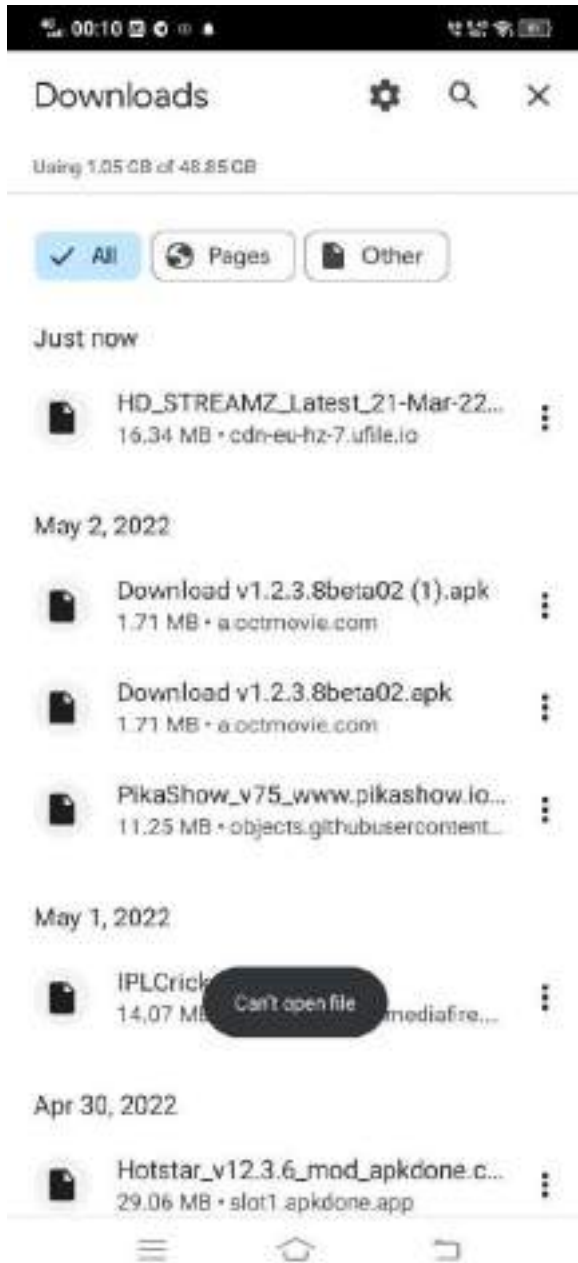 00:10
Downloads
Using 1.05 GB of 48.85 GB
All
Pages
Other
Just now
HD_STREAMZ_Latest_21-Mar-22...
16.34 MB • cdn-eu-hz-7.ufile.io
May 2, 2022
Download v1.2.3.8beta02 (1).apk
1.71 MB • a.octmovie.com
Download v1.2.3.8beta02.apk
1.71 MB • a.octmovie.com
PikaShow_v75_www.pikashow.io...
11.25 MB • objects.githubusercontent...
May 1, 2022
IPLCrick
14.07 MB mediafire...
Can't open file
Apr 30, 2022
Hotstar_v12.3.6_mod_apkdone.c...
29.06 MB • slot1.apkdone.app